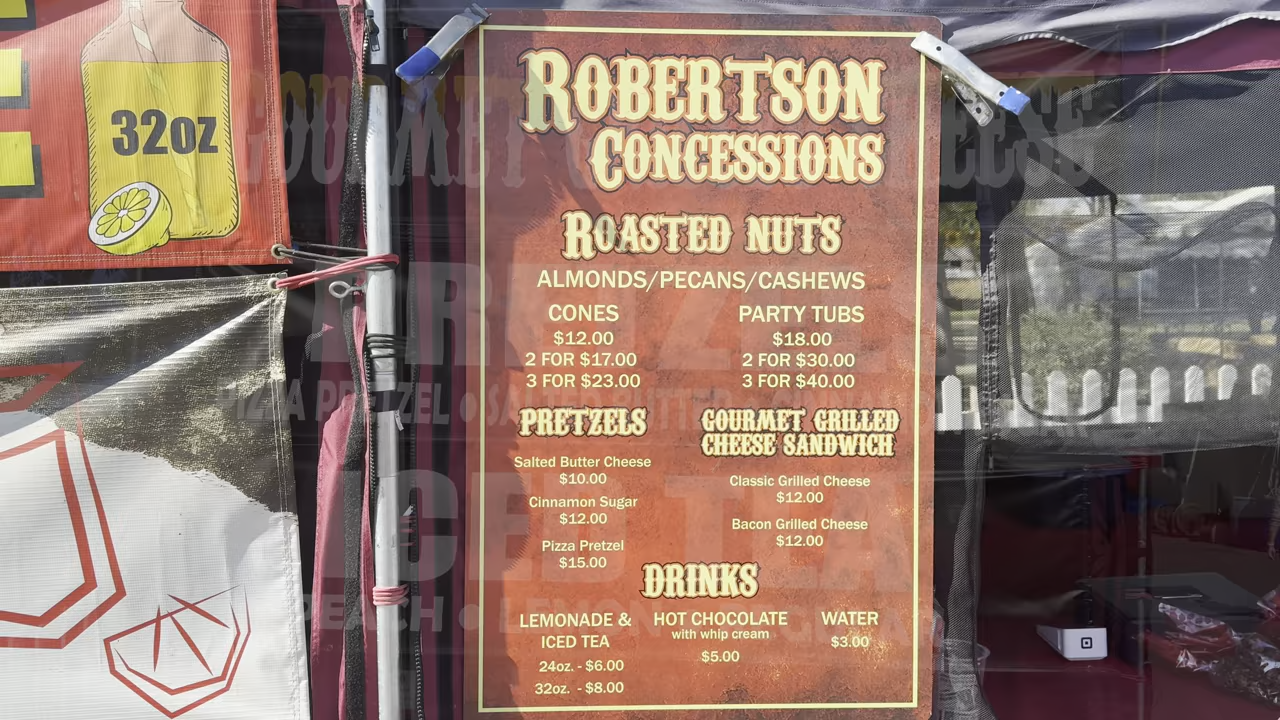 32oz
ROBERTSON
CONCESSIONS
ROASTED NUTS
ALMONDS/PECANS/CASHEWS
CONES
$12.00
2 FOR $17.00
3 FOR $23.00
PARTY TUBS
$18.00
2 FOR $30.00
3 FOR $40.00
PRETZELS
Salted Butter Cheese
$10.00
Cinnamon Sugar
$12.00
Pizza Pretzel
$15.00
GOURMET GRILLED
CHEESE SANDWICH
Classic Grilled Cheese
$12.00
Bacon Grilled Cheese
$12.00
DRINKS
LEMONADE &
ICED TEA
24oz. - $6.00
32oz. - $8.00
HOT CHOCOLATE
with whip cream
$5.00
WATER
$3.00